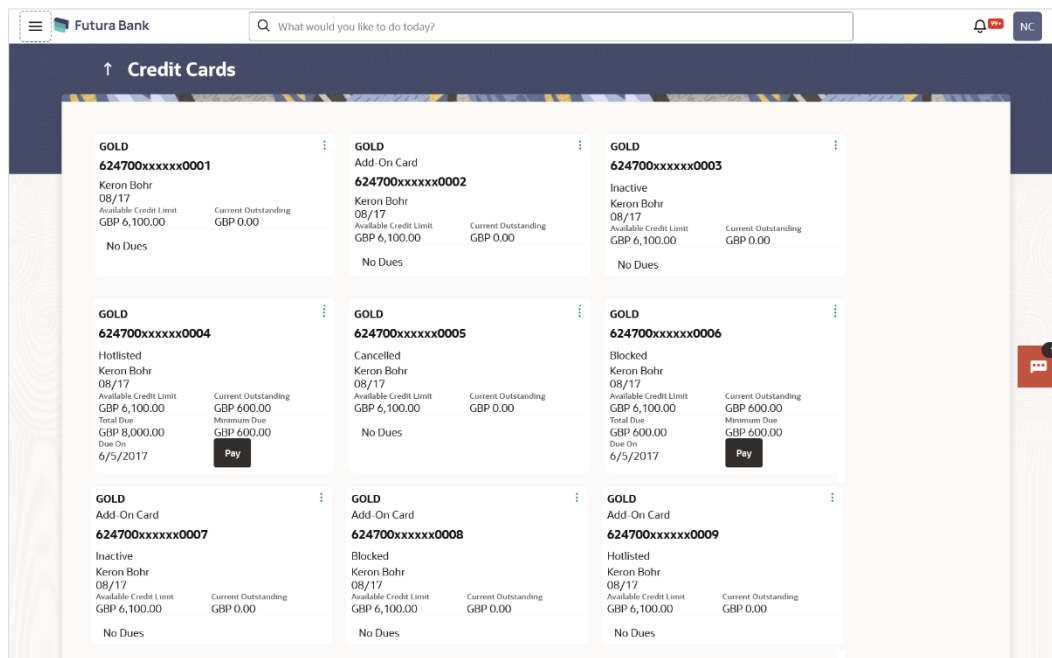 Futura Bank
What would you like to do today?
99+
NC
↑ Credit Cards
GOLD
624700xxxxxx0001
Keron Bohr
08/17
Available Credit Limit Current Outstanding
GBP 6,100.00 GBP 0.00
No Dues
GOLD
Add-On Card
624700xxxxxx0002
Keron Bohr
08/17
Available Credit Limit Current Outstanding
GBP 6,100.00 GBP 0.00
No Dues
GOLD
624700xxxxxx0003
Inactive
Keron Bohr
08/17
Available Credit Limit Current Outstanding
GBP 6,100.00 GBP 0.00
No Dues
GOLD
624700xxxxxx0004
Hotlisted
Keron Bohr
08/17
Available Credit Limit Current Outstanding
GBP 6,100.00 GBP 600.00
Total Due Minimum Due
GBP 8,000.00 GBP 600.00
Due On
6/5/2017 Pay
GOLD
624700xxxxxx0005
Cancelled
Keron Bohr
08/17
Available Credit Limit Current Outstanding
GBP 6,100.00 GBP 0.00
No Dues
GOLD
624700xxxxxx0006
Blocked
Keron Bohr
08/17
Available Credit Limit Current Outstanding
GBP 6,100.00 GBP 600.00
Total Due Minimum Due
GBP 600.00 GBP 600.00
Due On
6/5/2017 Pay
GOLD
Add-On Card
624700xxxxxx0007
Inactive
Keron Bohr
08/17
Available Credit Limit Current Outstanding
GBP 6,100.00 GBP 0.00
No Dues
GOLD
Add-On Card
624700xxxxxx0008
Blocked
Keron Bohr
08/17
Available Credit Limit Current Outstanding
GBP 6,100.00 GBP 0.00
No Dues
GOLD
Add-On Card
624700xxxxxx0009
Hotlisted
Keron Bohr
08/17
Available Credit Limit Current Outstanding
GBP 6,100.00 GBP 0.00
No Dues